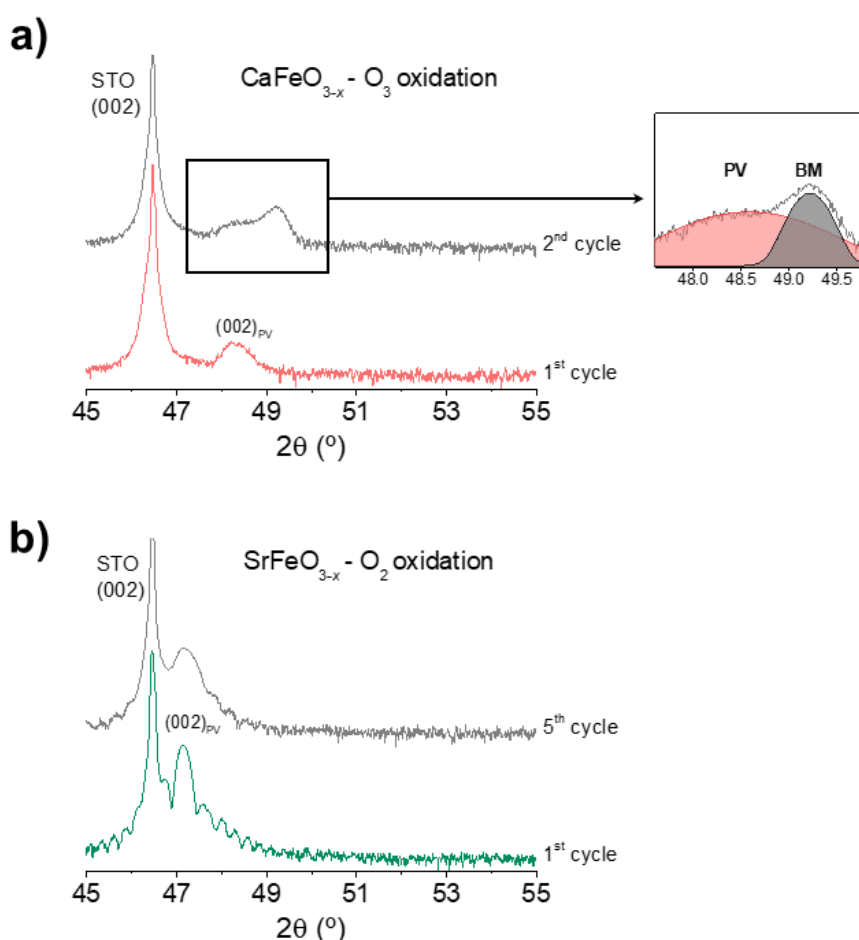 a)
STO
(002)
CaFeO3-x - O3 oxidation
PV BM
48.0 48.5 49.0 49.5
2nd cycle
(002)PV
1st cycle
45 47 49 51 53 55
2θ (º)
b)
STO
(002)
SrFeO3-x - O2 oxidation
5th cycle
(002)PV
1st cycle
45 47 49 51 53 55
2θ (º)